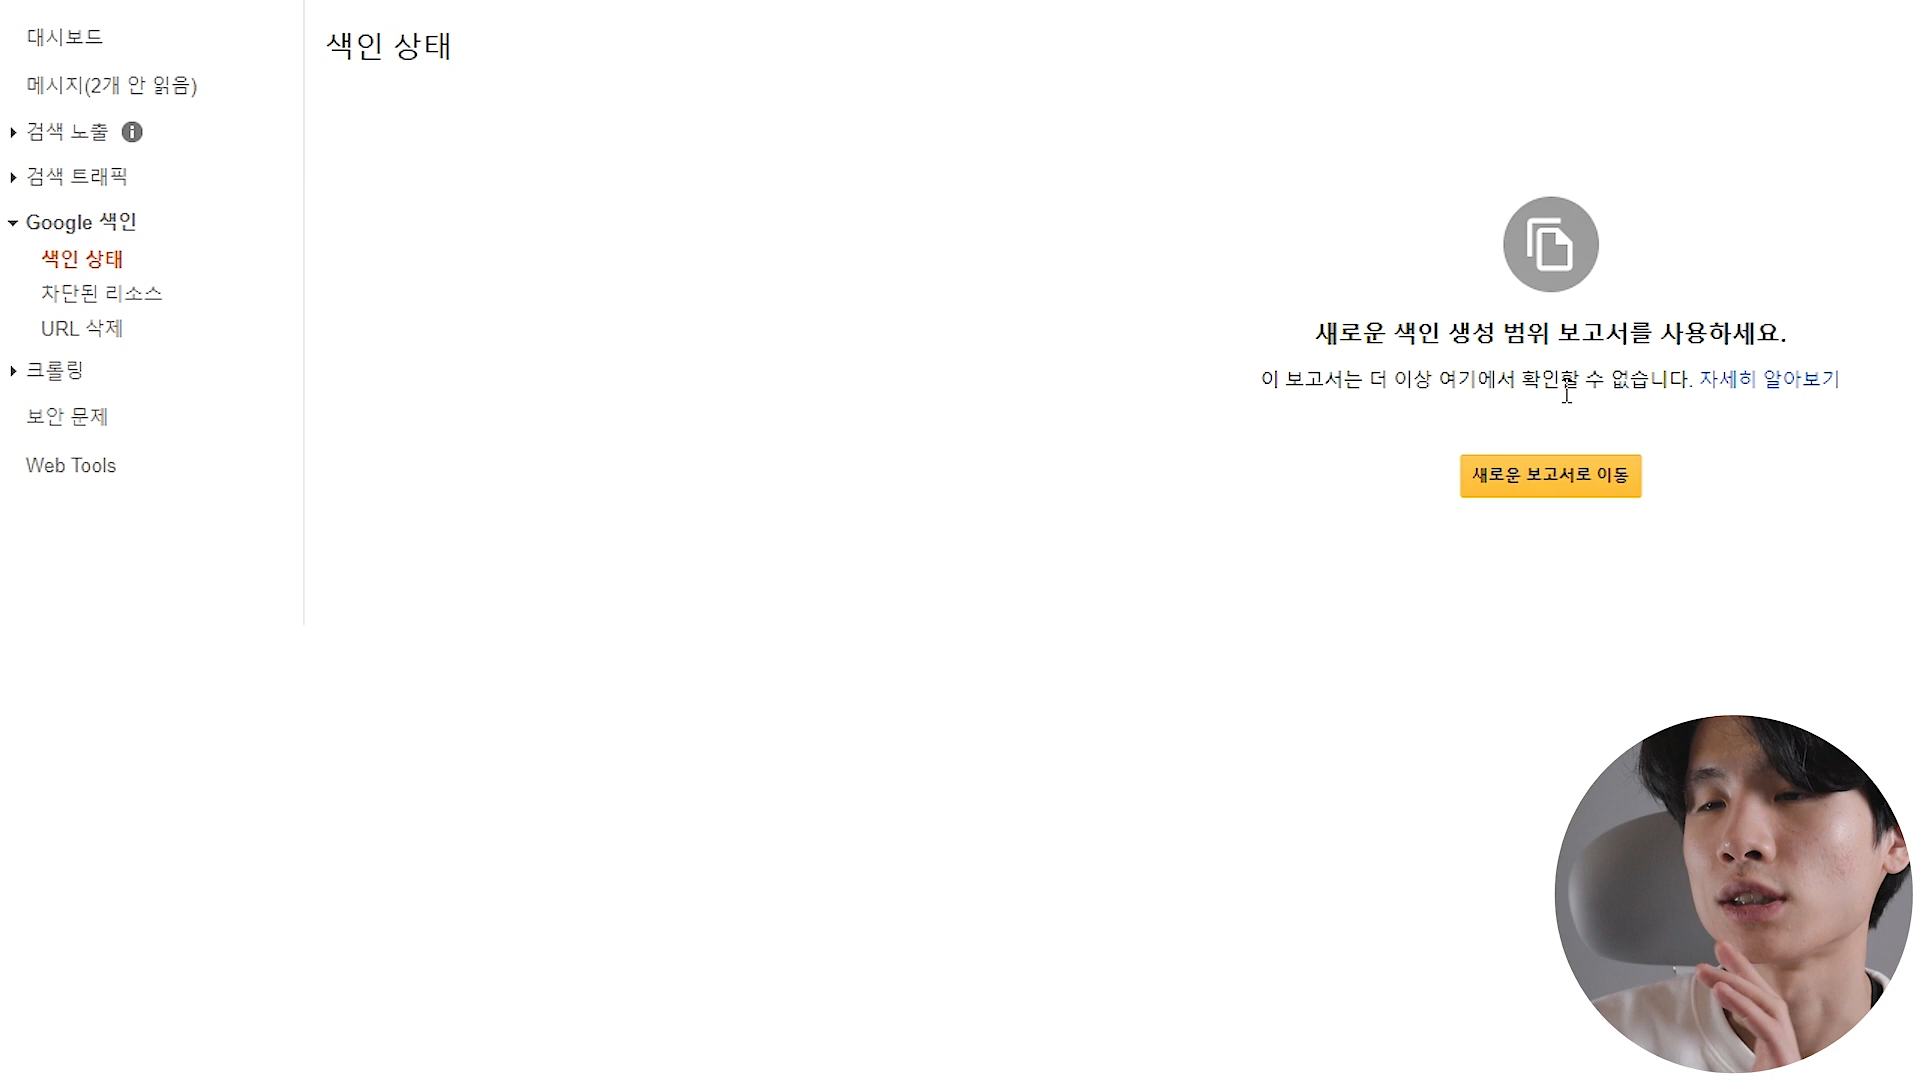 대시보드
메시지(2개 안 읽음)
검색 노출
검색 트래픽
Google 색인
색인 상태
차단된 리소스
URL 삭제
크롤링
보안 문제
Web Tools
색인 상태
새로운 색인 생성 범위 보고서를 사용하세요.
이 보고서는 더 이상 여기에서 확인할 수 없습니다. 자세히 알아보기
새로운 보고서로 이동